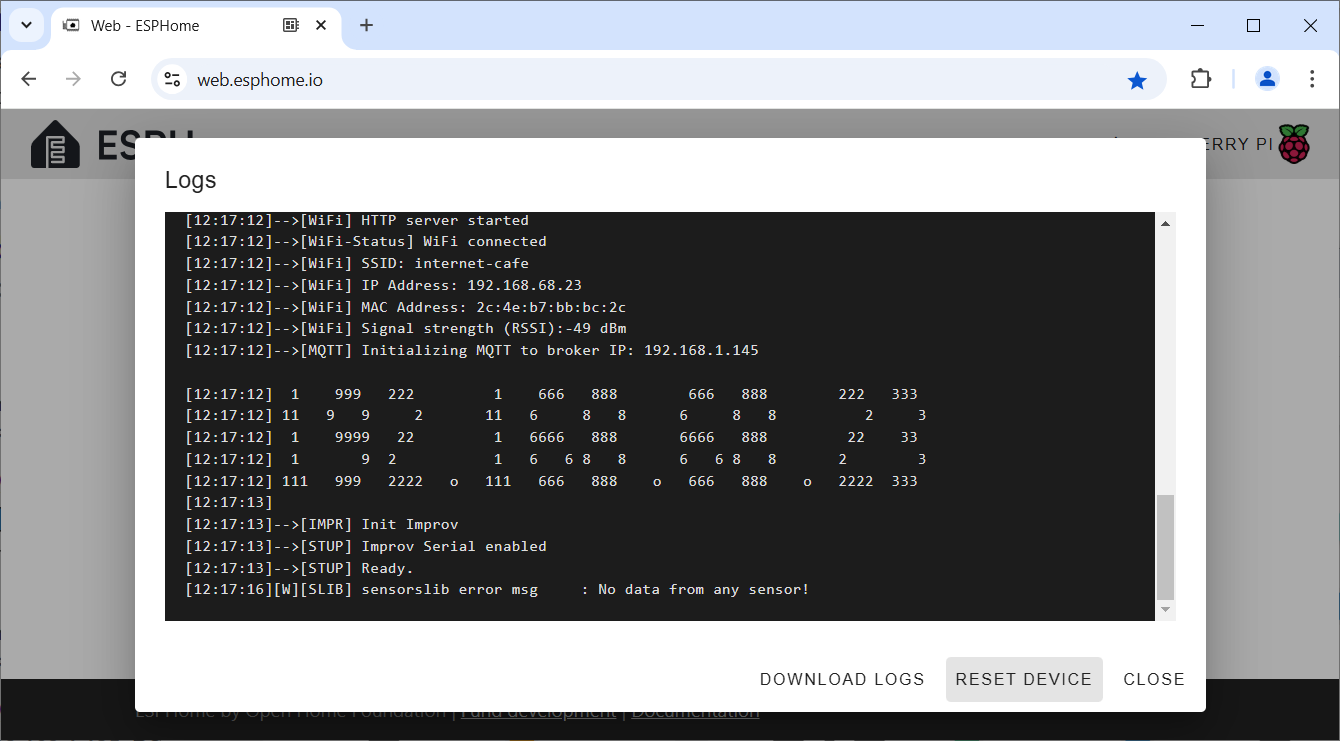 Web - ESPHome
web.esphome.io
ESPH
ERRY PI
Logs
[12:17:12]-->[WiFi] HTTP server started
[12:17:12]-->[WiFi-Status] WiFi connected
[12:17:12]-->[WiFi] SSID: internet-cafe
[12:17:12]-->[WiFi] IP Address: 192.168.68.23
[12:17:12]-->[WiFi] MAC Address: 2c:4e:b7:bb:bc:2c
[12:17:12]-->[WiFi] Signal strength (RSSI):-49 dBm
[12:17:12]-->[MQTT] Initializing MQTT to broker IP: 192.168.1.145
[12:17:12]  1    999   222         1    666   888        666   888        222   333
[12:17:12] 11   9   9     2       11   6     8   8      6     8   8          2     3
[12:17:12]  1    9999   22         1   6666   888       6666   888         22    33
[12:17:12]  1       9  2           1   6   6 8   8      6   6 8   8       2        3
[12:17:12] 111   999   2222   o   111   666   888    o   666   888    o   2222  333
[12:17:13]
[12:17:13]-->[IMPR] Init Improv
[12:17:13]-->[STUP] Improv Serial enabled
[12:17:13]-->[STUP] Ready.
[12:17:16][W][SLIB] sensorslib error msg     : No data from any sensor!
DOWNLOAD LOGS
RESET DEVICE
CLOSE
ESPHome by Open Home Foundation | Fund development | Documentation